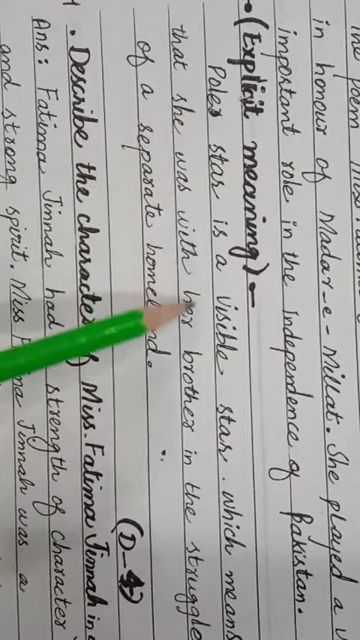 the poem
in honour of Madar-e-Millat. She played a
important role in the independence of Pakistan.
(Explicit meaning)
Poler star is a visible star. which mean
that she was with her brother in the struggle
of a separate homeland.
(D-4)
. Describe the character of Miss. Fatima Jinnah in
Ans: Fatima Jinnah had strength of character
and strong spirit. Miss Fatima Jinnah was a